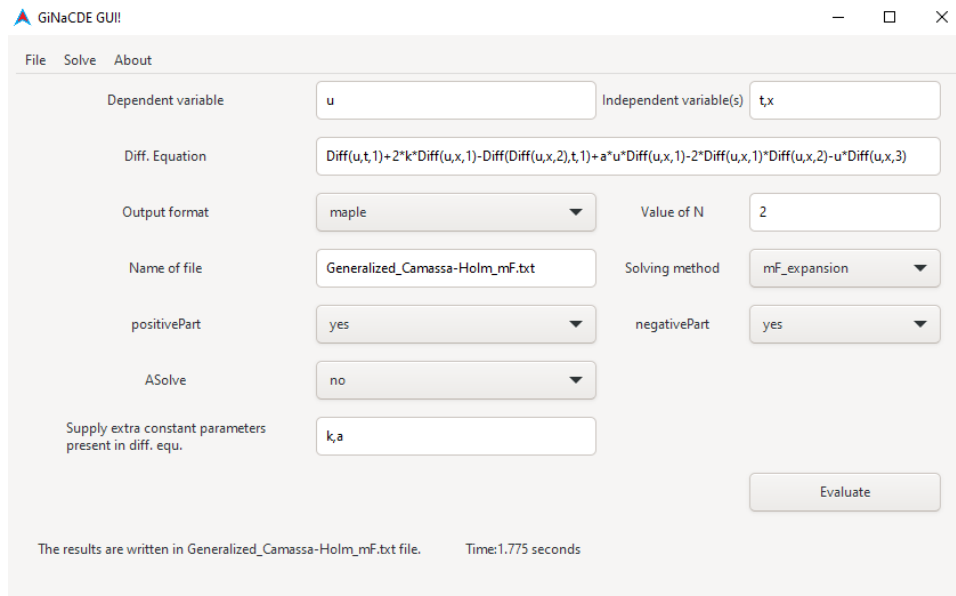 GiNaCDE GUI!
File Solve About
Dependent variable u Independent variable(s) t,x
Diff. Equation Diff(u,t,1)+2*k*Diff(u,x,1)-Diff(Diff(u,x,2),t,1)+a*u*Diff(u,x,1)-2*Diff(u,x,1)*Diff(u,x,2)-u*Diff(u,x,3)
Output format maple Value of N 2
Name of file Generalized_Camassa-Holm_mF.txt Solving method mF_expansion
positivePart yes negativePart yes
ASolve no
Supply extra constant parameters
present in diff. equ. k,a
Evaluate
The results are written in Generalized_Camassa-Holm_mF.txt file. Time:1.775 seconds